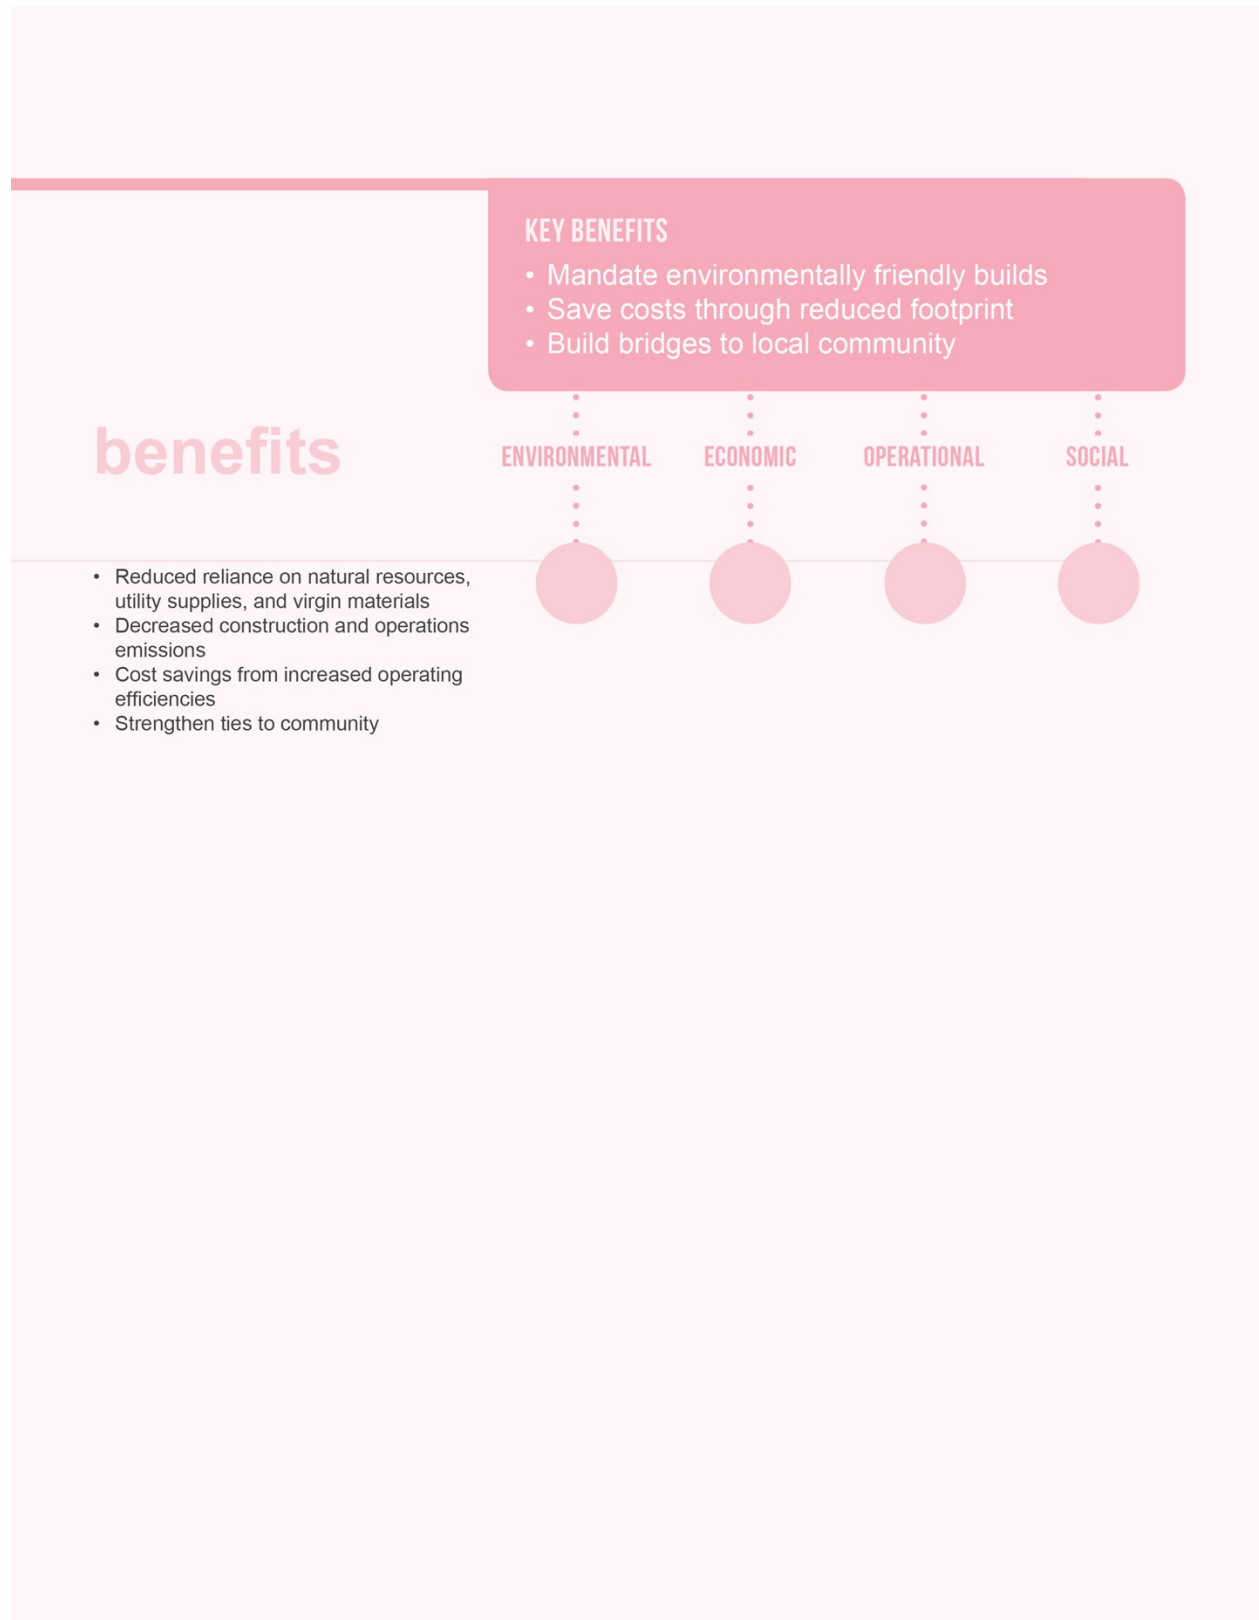 KEY BENEFITS
• Mandate environmentally friendly builds
• Save costs through reduced footprint
• Build bridges to local community
benefits
ENVIRONMENTAL ECONOMIC OPERATIONAL SOCIAL
• Reduced reliance on natural resources,
utility supplies, and virgin materials
• Decreased construction and operations
emissions
• Cost savings from increased operating
efficiencies
• Strengthen ties to community